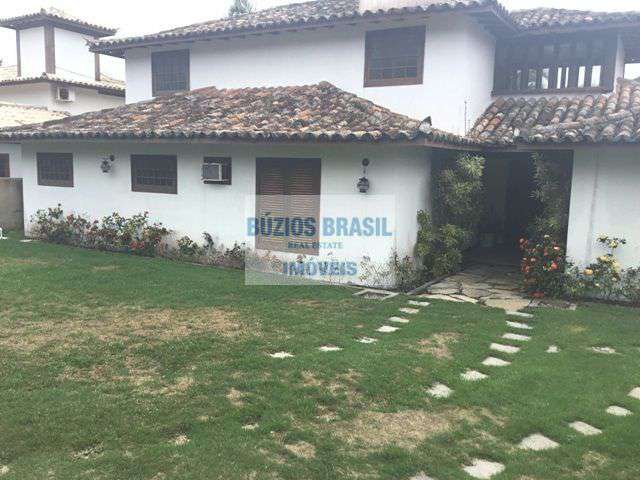 BÚZIOS BRASIL
REAL ESTATE
IMÓVEIS